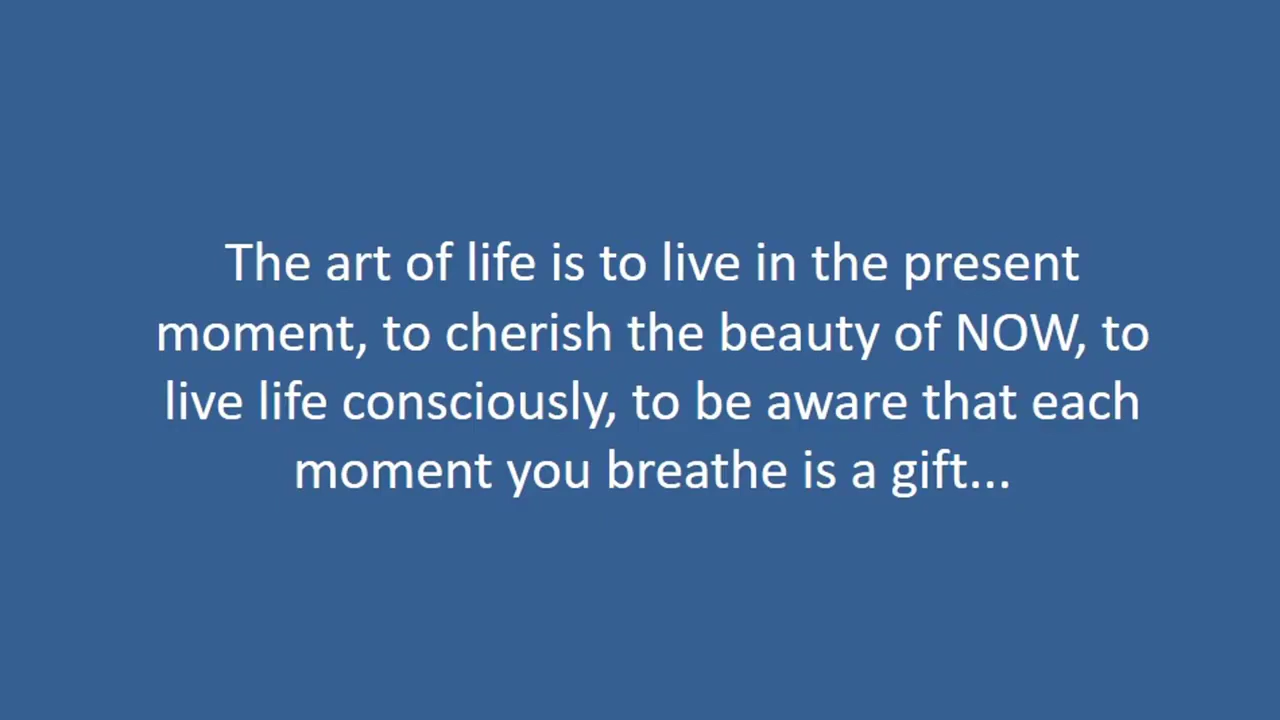 The art of life is to live in the present
moment, to cherish the beauty of NOW, to
live life consciously, to be aware that each
moment you breathe is a gift...